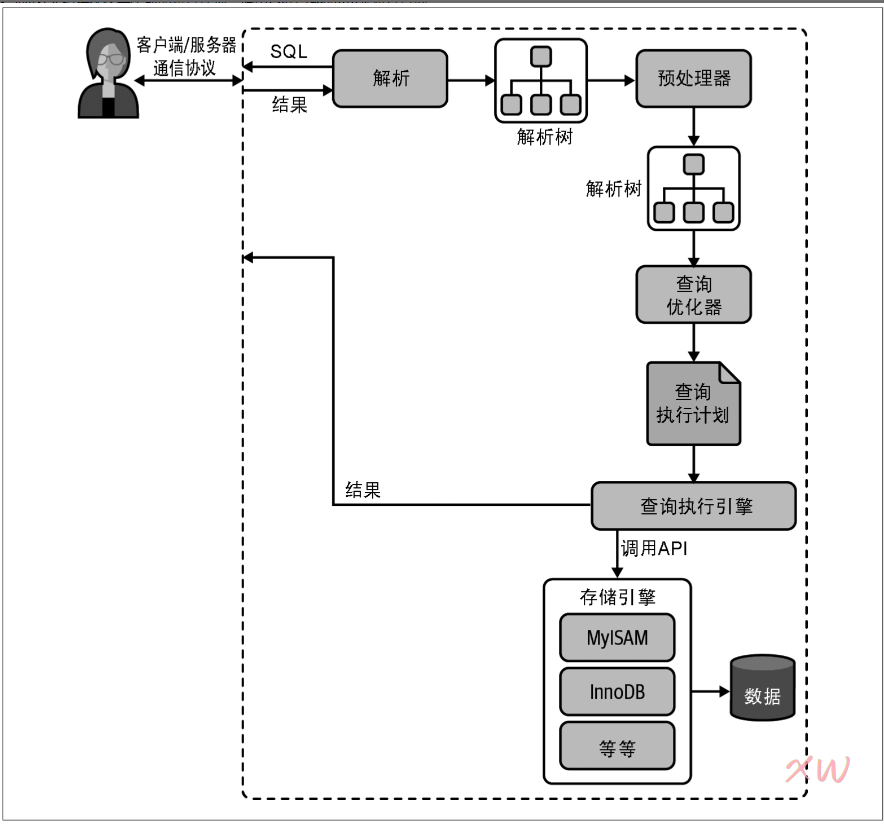 客户端/服务器
通信协议
SQL
结果
解析
解析树
预处理器
解析树
查询
优化器
查询
执行计划
结果
查询执行引擎
调用API
存储引擎
MyISAM
InnoDB
等等
数据
XW